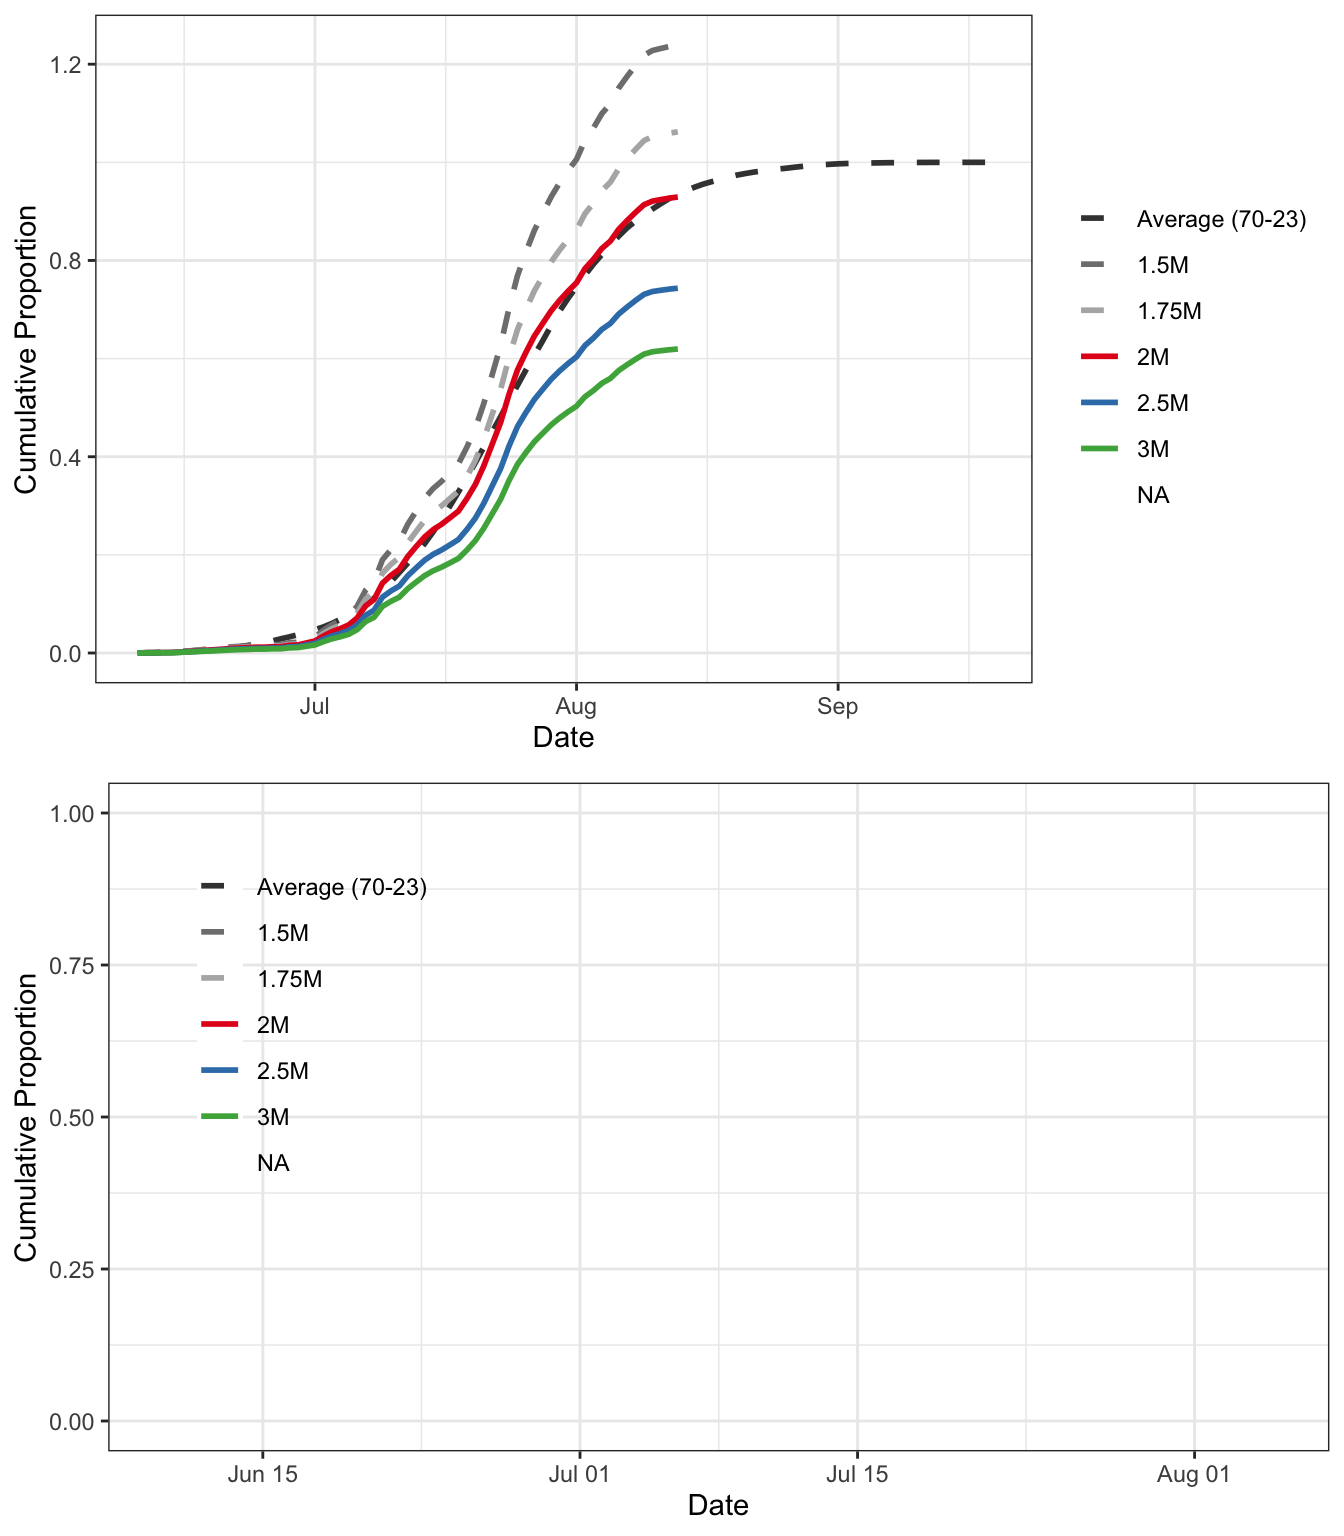 1.2
0.8
0.4
0.0
Cumulative Proportion
Jul
Aug
Sep
Date
Average (70-23)
1.5M
1.75M
2M
2.5M
3M
NA
1.00
0.75
0.50
0.25
0.00
Cumulative Proportion
Average (70-23)
1.5M
1.75M
2M
2.5M
3M
NA
Jun 15
Jul 01
Jul 15
Aug 01
Date